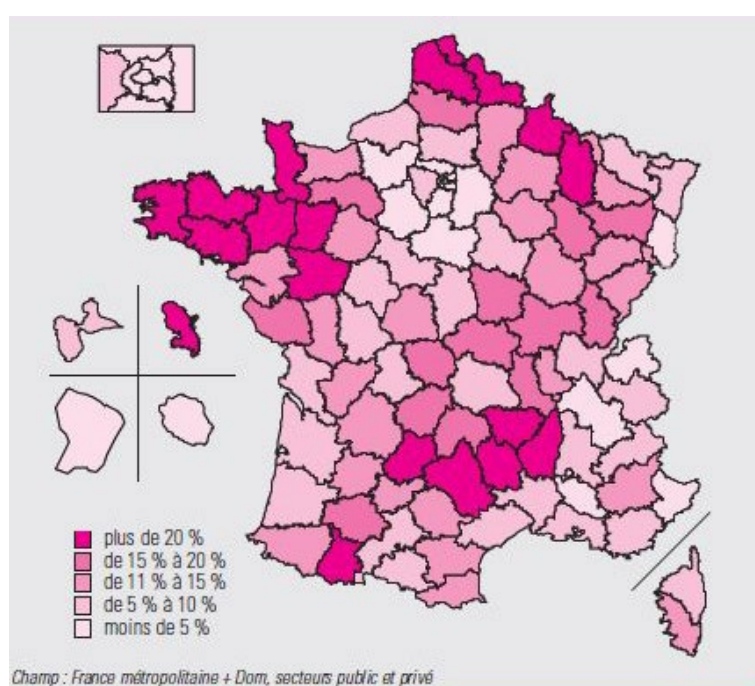 plus de 20 %
de 15 % à 20 %
de 11 % à 15 %
de 5 % à 10 %
moins de 5 %
Champ : France métropolitaine + Dom, secteurs public et privé